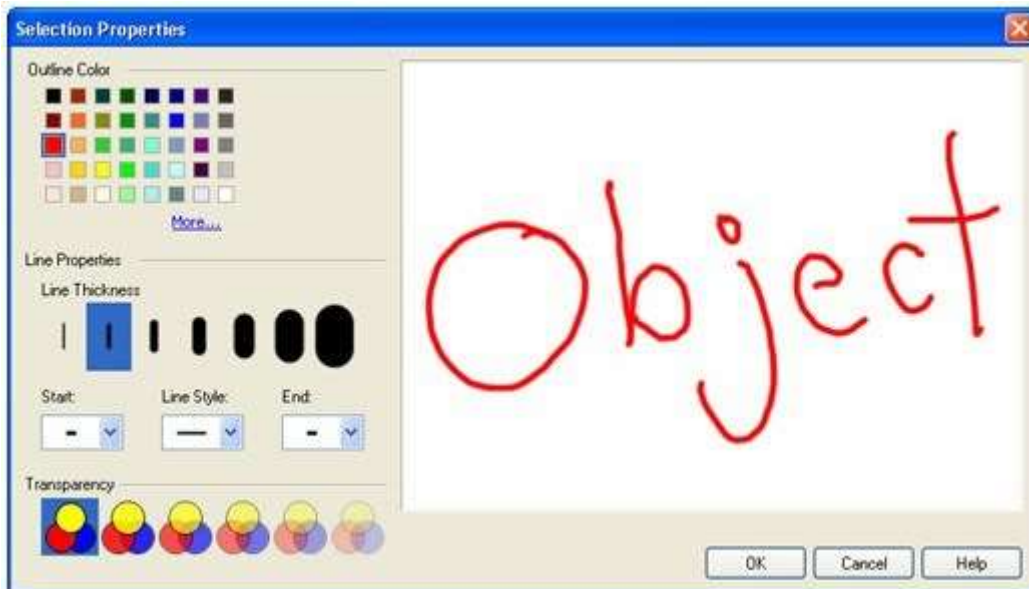 Selection Properties
Outline Color
More...
Line Properties
Line Thickness
Start:
Line Style:
End:
Transparency
Object
OK
Cancel
Help